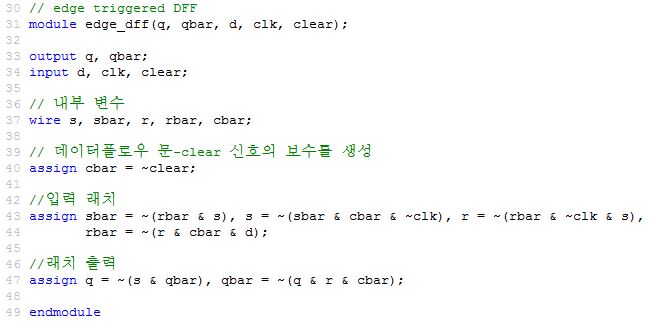 30 // edge triggered DFF
31 module edge_dff(q, qbar, d, clk, clear);
32
33 output q, qbar;
34 input d, clk, clear;
35
36 // 내부 변수
37 wire s, sbar, r, rbar, cbar;
38
39 // 데이터플로우 문-clear 신호의 보수를 생성
40 assign cbar = ~clear;
41
42 //입력 래치
43 assign sbar = ~(rbar & s), s = ~(sbar & cbar & ~clk), r = ~(rbar & ~clk & s),
44        rbar = ~(r & cbar & d);
45
46 //래치 출력
47 assign q = ~(s & qbar), qbar = ~(q & r & cbar);
48
49 endmodule